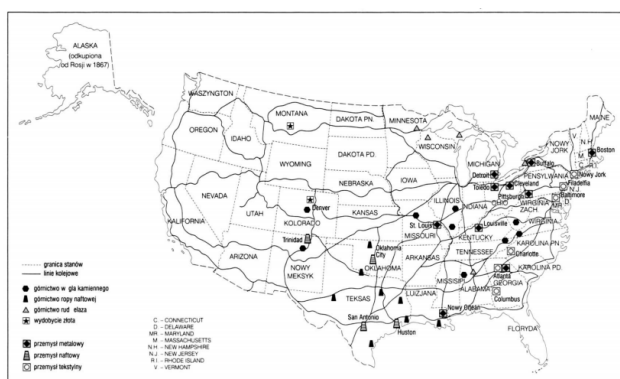 ALASKA
(odkupiona
od Rosji w 1867)
WASZYNGTON
MONTANA
DAKOTA PN.
MINNESOTA
MAINE
OREGON
IDAHO
WISCONSIN
NOWY
JORK
V.
N.H.
M.
Boston
WYOMING
DAKOTA PD.
MICHIGAN
Buffalo
Detroit
R.I.
NEBRASKA
IOWA
Toledo
Cleveland
PENSYLWANIA
Nowy Jork
Filadelfia
NEVADA
UTAH
Denver
KOLORADO
KANSAS
ILLINOIS
INDIANA
OHIO
Pittsburgh
N.J.
Baltimore
D.
VIRGINIA
ZACH.
VIRGINIA
KALIFORNIA
St. Louis
MISSOURI
Louisville
KENTUCKY
Trinidad
KAROLINA PN.
ARIZONA
NOWY
MEKSYK
Oklahoma
City
OKLAHOMA
ARKANSAS
TENNESSEE
Charlotte
KAROLINA PD.
Atlanta
GEORGIA
MISSISIPI
ALABAMA
Columbus
TEKSAS
LUIZJANA
Nowy Orlean
San Antonio
Huston
FLORYDA
granica stanów
linie kolejowe
górnictwo w gla kamiennego
górnictwo ropy naftowej
górnictwo rud elaza
wydobycie złota
przemysł metalowy
przemysł naftowy
przemysł tekstylny
C. – CONNECTICUT
D. – DELAWARE
MR – MARYLAND
M. – MASSACHUSETTS
N.H. – NEW HAMPSHIRE
N.J. – NEW JERSEY
R.I. – RHODE ISLAND
V. – VERMONT